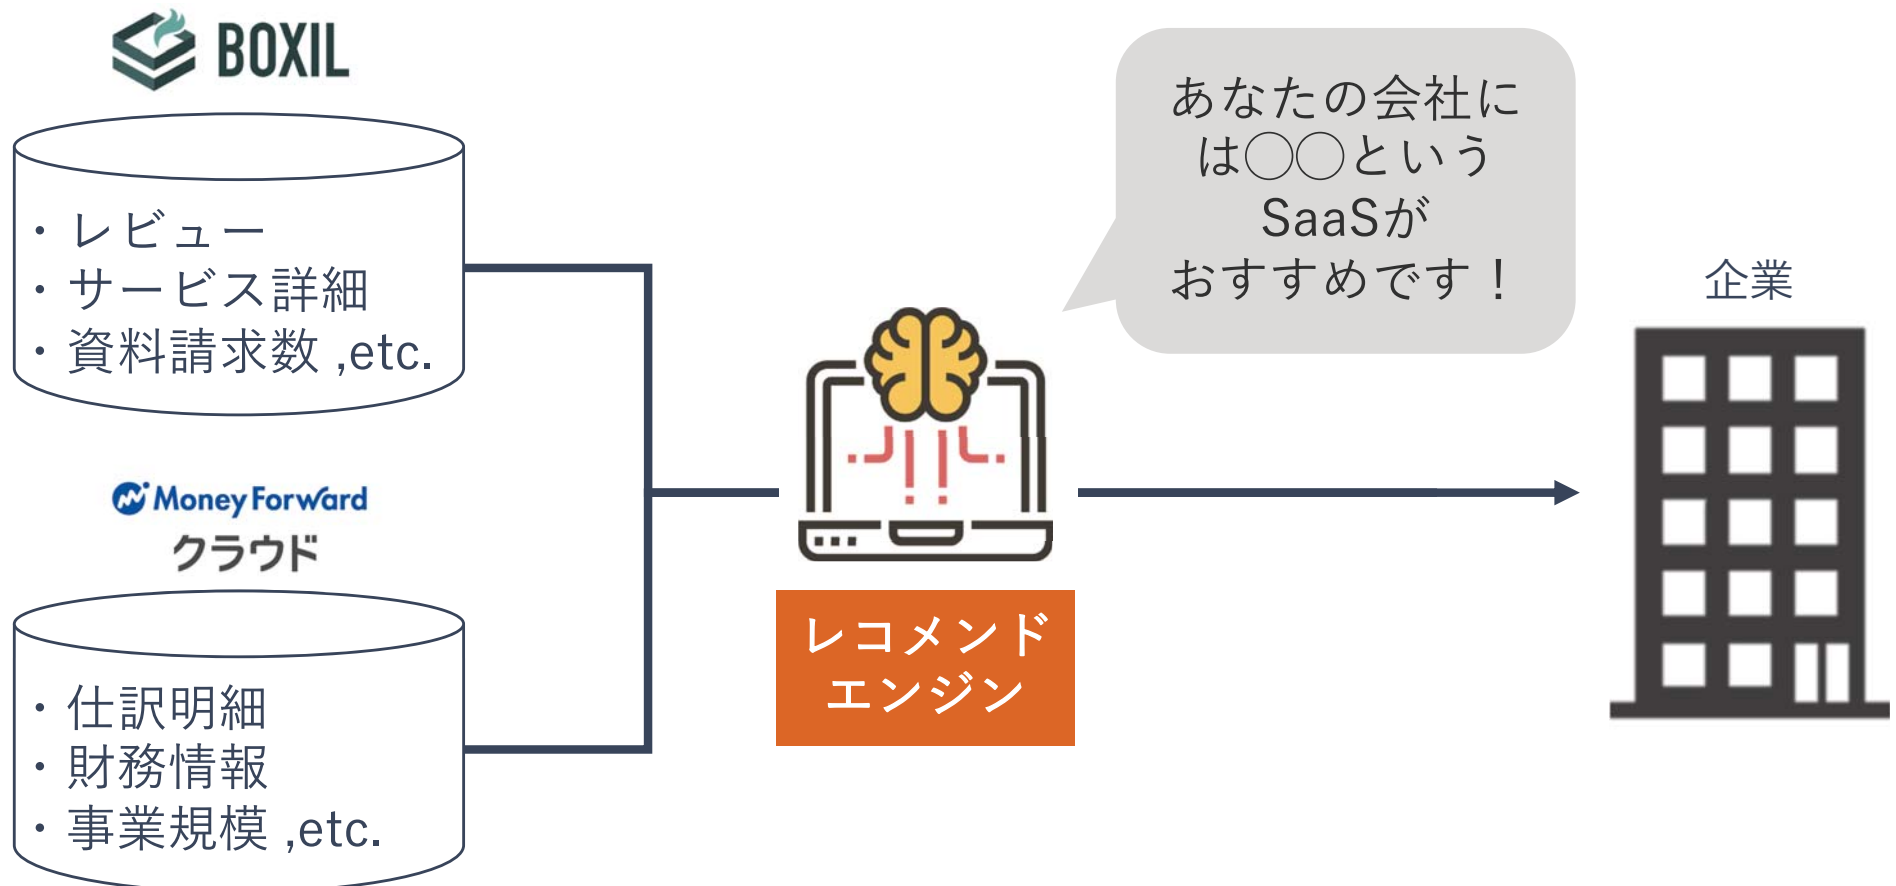 BOXIL
・レビュー
・サービス詳細
・資料請求数 ,etc.
Money Forward
クラウド
・仕訳明細
・財務情報
・事業規模 ,etc.
レコメンド
エンジン
あなたの会社に
は◯◯という
SaaSが
おすすめです！
企業